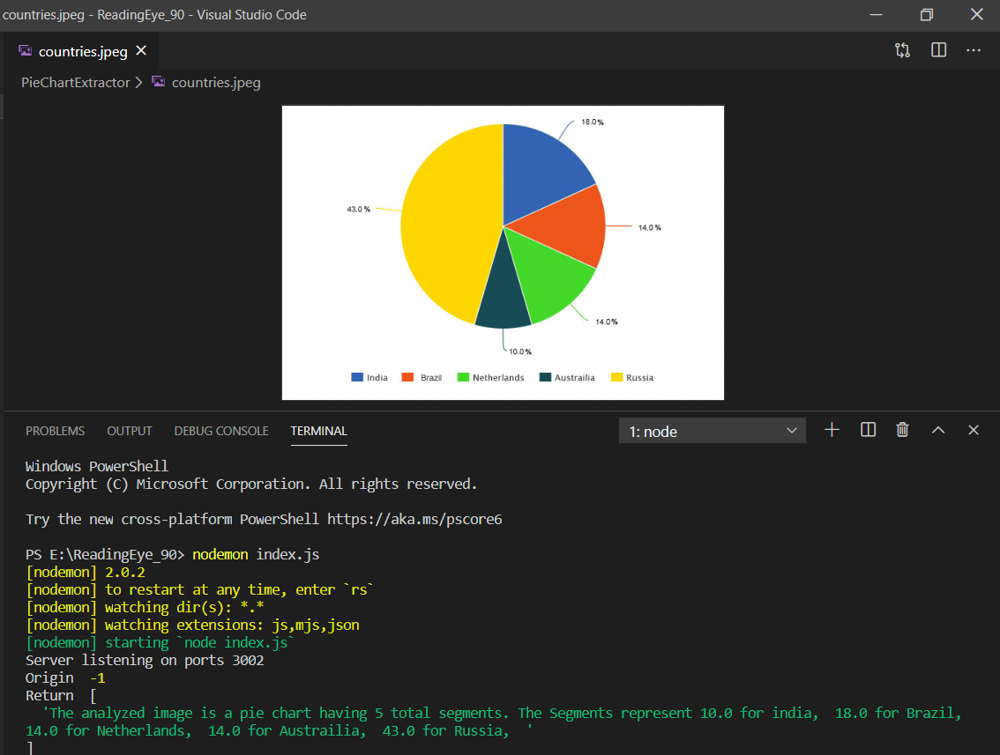 countries.jpeg - ReadingEye_90 - Visual Studio Code
countries.jpeg
PieChartExtractor > countries.jpeg
18.0%
43.0%
14.0%
14.0%
10.0%
India Brazil Netherlands Austrailia Russia
PROBLEMS OUTPUT DEBUG CONSOLE TERMINAL 1: node
Windows PowerShell
Copyright (C) Microsoft Corporation. All rights reserved.
Try the new cross-platform PowerShell https://aka.ms/pscore6
PS E:\ReadingEye_90> nodemon index.js
[nodemon] 2.0.2
[nodemon] to restart at any time, enter `rs`
[nodemon] watching dir(s): *.*
[nodemon] watching extensions: js,mjs,json
[nodemon] starting `node index.js`
Server listening on ports 3002
Origin  -1
Return  [
  'The analyzed image is a pie chart having 5 total segments. The Segments represent 10.0 for india,  18.0 for Brazil,
14.0 for Netherlands,  14.0 for Austrailia,  43.0 for Russia,  '
]